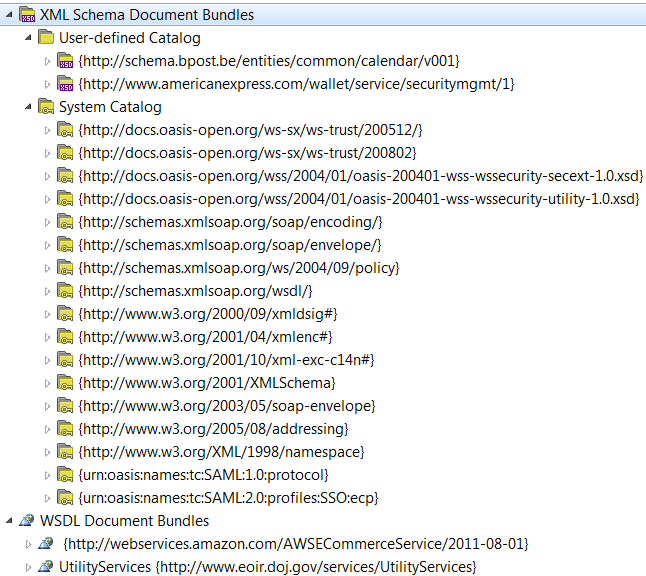 XML Schema Document Bundles
User-defined Catalog
{http://schema.bpost.be/entities/common/calendar/v001}
{http://www.americanexpress.com/wallet/service/securitymgmt/1}
System Catalog
{http://docs.oasis-open.org/ws-sx/ws-trust/200512/}
{http://docs.oasis-open.org/ws-sx/ws-trust/200802}
{http://docs.oasis-open.org/wss/2004/01/oasis-200401-wss-wssecurity-secext-1.0.xsd}
{http://docs.oasis-open.org/wss/2004/01/oasis-200401-wss-wssecurity-utility-1.0.xsd}
{http://schemas.xmlsoap.org/soap/encoding/}
{http://schemas.xmlsoap.org/soap/envelope/}
{http://schemas.xmlsoap.org/ws/2004/09/policy}
{http://schemas.xmlsoap.org/wsdl/}
{http://www.w3.org/2000/09/xmldsig#}
{http://www.w3.org/2001/04/xmlenc#}
{http://www.w3.org/2001/10/xml-exc-c14n#}
{http://www.w3.org/2001/XMLSchema}
{http://www.w3.org/2003/05/soap-envelope}
{http://www.w3.org/2005/08/addressing}
{http://www.w3.org/XML/1998/namespace}
{urn:oasis:names:tc:SAML:1.0:protocol}
{urn:oasis:names:tc:SAML:2.0:profiles:SSO:ecp}
WSDL Document Bundles
{http://webservices.amazon.com/AWSECommerceService/2011-08-01}
UtilityServices {http://www.eoir.doj.gov/services/UtilityServices}